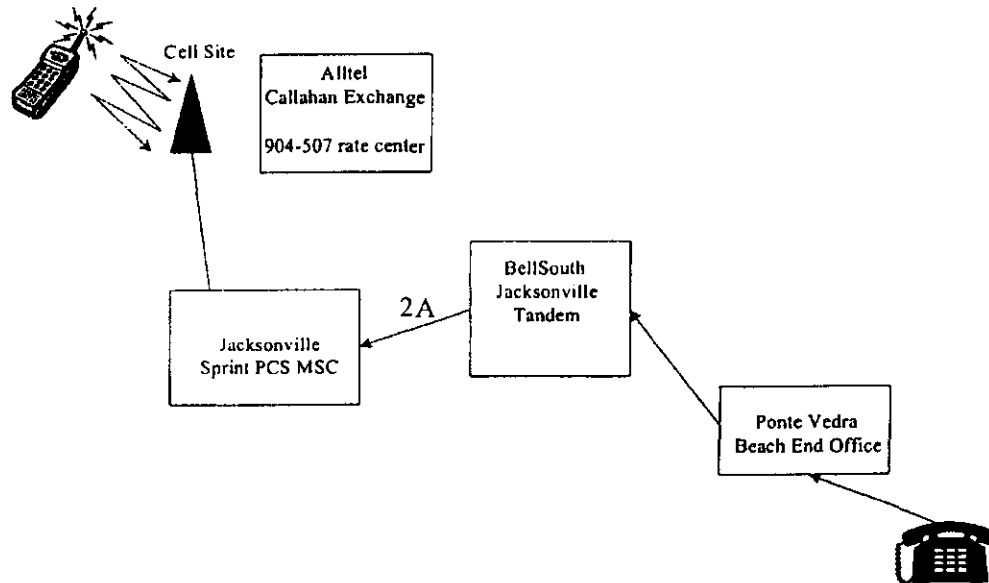 Cell Site
Alltel
Callahan Exchange
904-507 rate center
BellSouth
Jacksonville
Tandem
2A
Jacksonville
Sprint PCS MSC
Ponte Vedra
Beach End Office